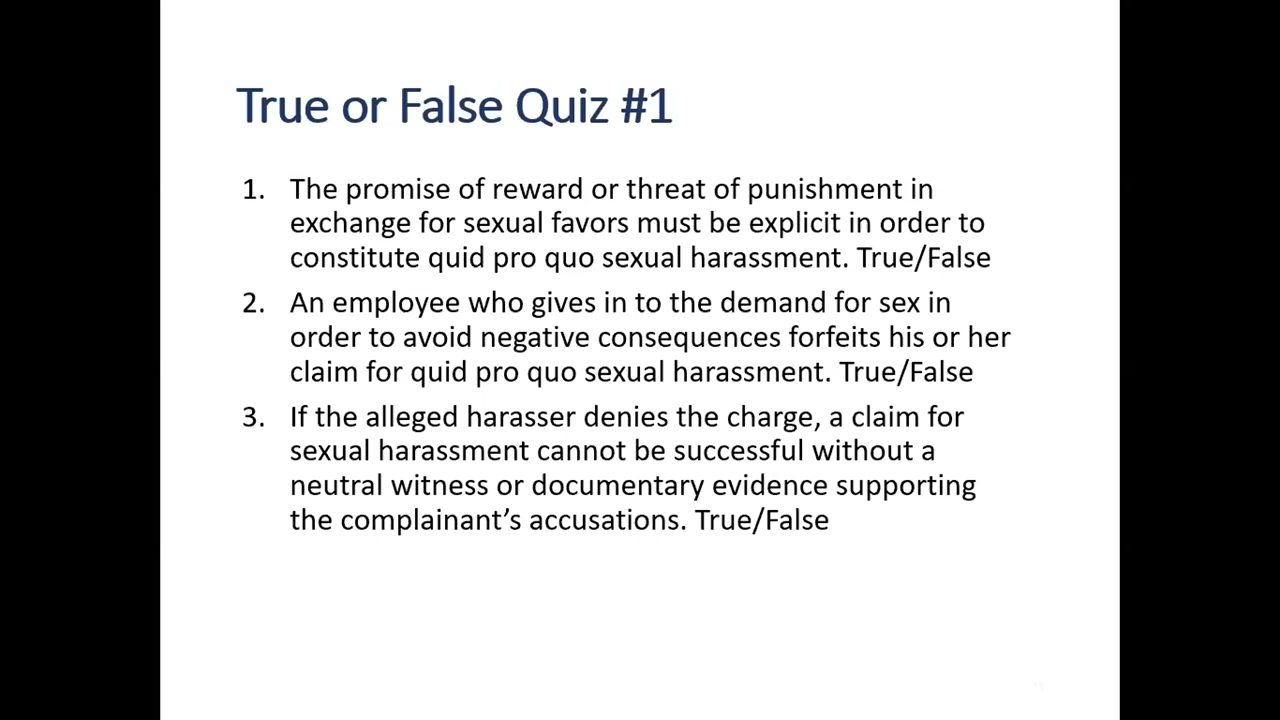 True or False Quiz #1
1. The promise of reward or threat of punishment in
exchange for sexual favors must be explicit in order to
constitute quid pro quo sexual harassment. True/False
2. An employee who gives in to the demand for sex in
order to avoid negative consequences forfeits his or her
claim for quid pro quo sexual harassment. True/False
3. If the alleged harasser denies the charge, a claim for
sexual harassment cannot be successful without a
neutral witness or documentary evidence supporting
the complainant’s accusations. True/False